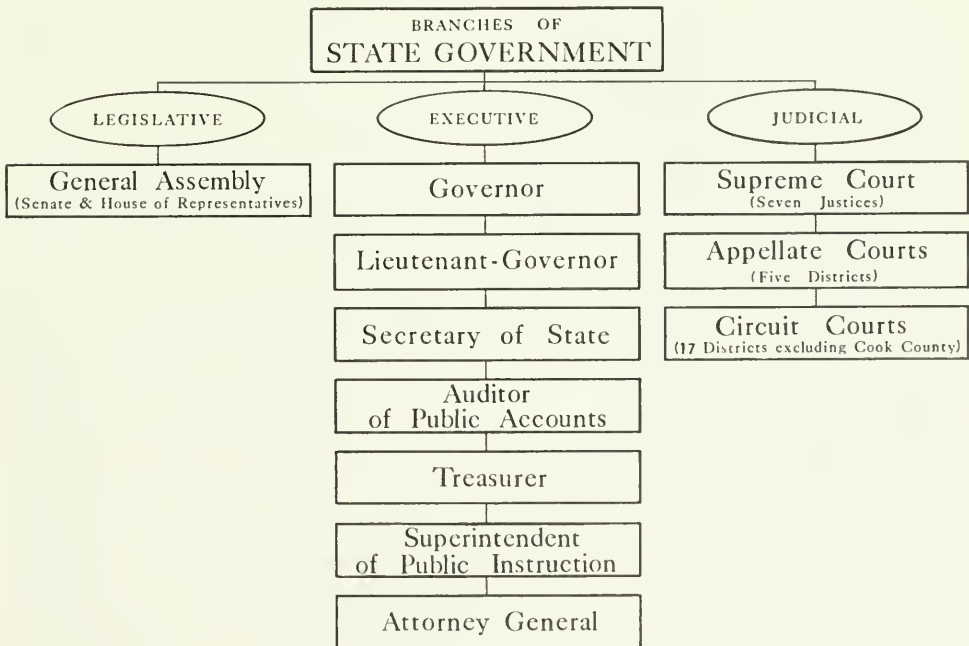 BRANCHES OF
STATE GOVERNMENT
LEGISLATIVE
EXECUTIVE
JUDICIAL
General Assembly
(Senate & House of Representatives)
Governor
Lieutenant-Governor
Secretary of State
Auditor
of Public Accounts
Treasurer
Superintendent
of Public Instruction
Attorney General
Supreme Court
(Seven Justices)
Appellate Courts
(Five Districts)
Circuit Courts
(17 Districts excluding Cook County)